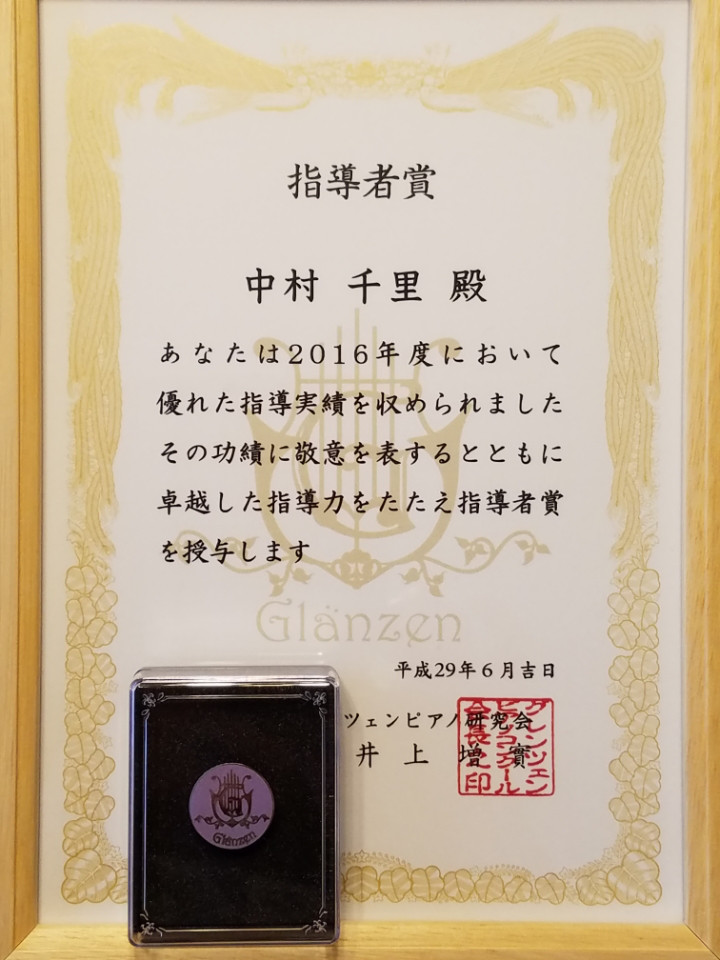 指導者賞
中村 千里 殿
あなたは2016年度において
優れた指導実績を収められました
その功績に敬意を表するとともに
卓越した指導力をたたえ指導者賞
を授与します
Glänzen
平成29年6月吉日
ツェンピアノ研究会
井上増實
Glänzen